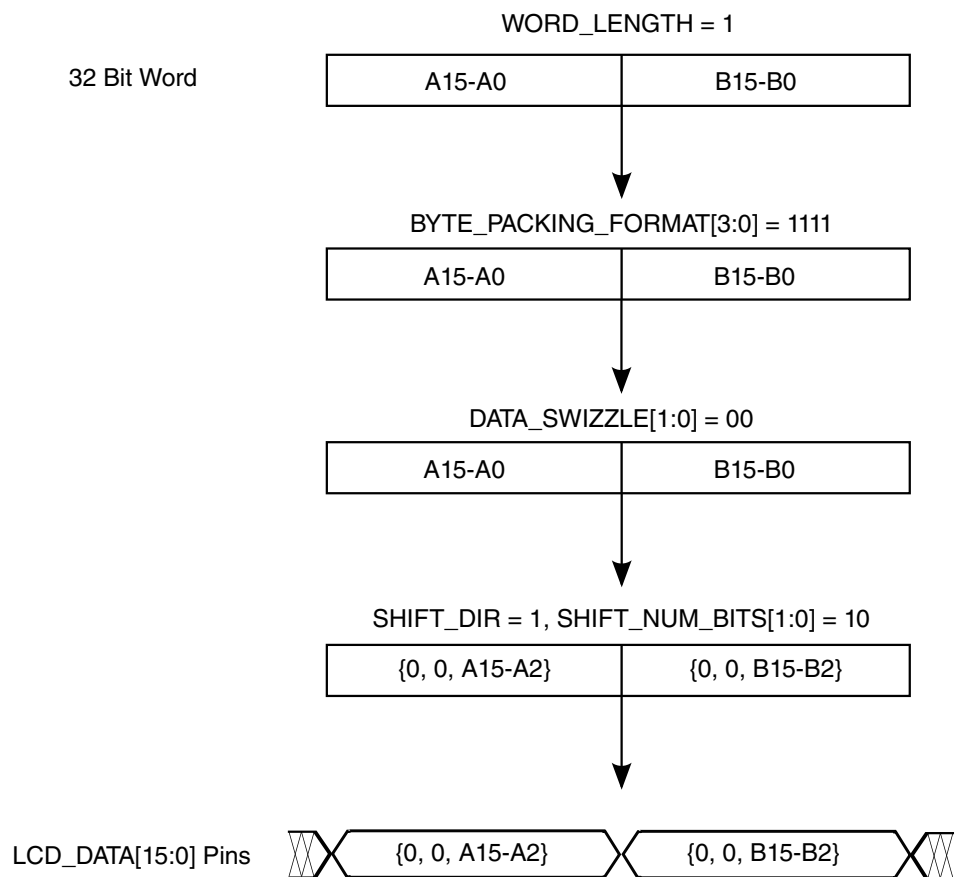 WORD_LENGTH = 1
32 Bit Word
A15-A0
B15-B0
BYTE_PACKING_FORMAT[3:0] = 1111
A15-A0
B15-B0
DATA_SWIZZLE[1:0] = 00
A15-A0
B15-B0
SHIFT_DIR = 1, SHIFT_NUM_BITS[1:0] = 10
{0, 0, A15-A2}
{0, 0, B15-B2}
LCD_DATA[15:0] Pins
{0, 0, A15-A2}
{0, 0, B15-B2}